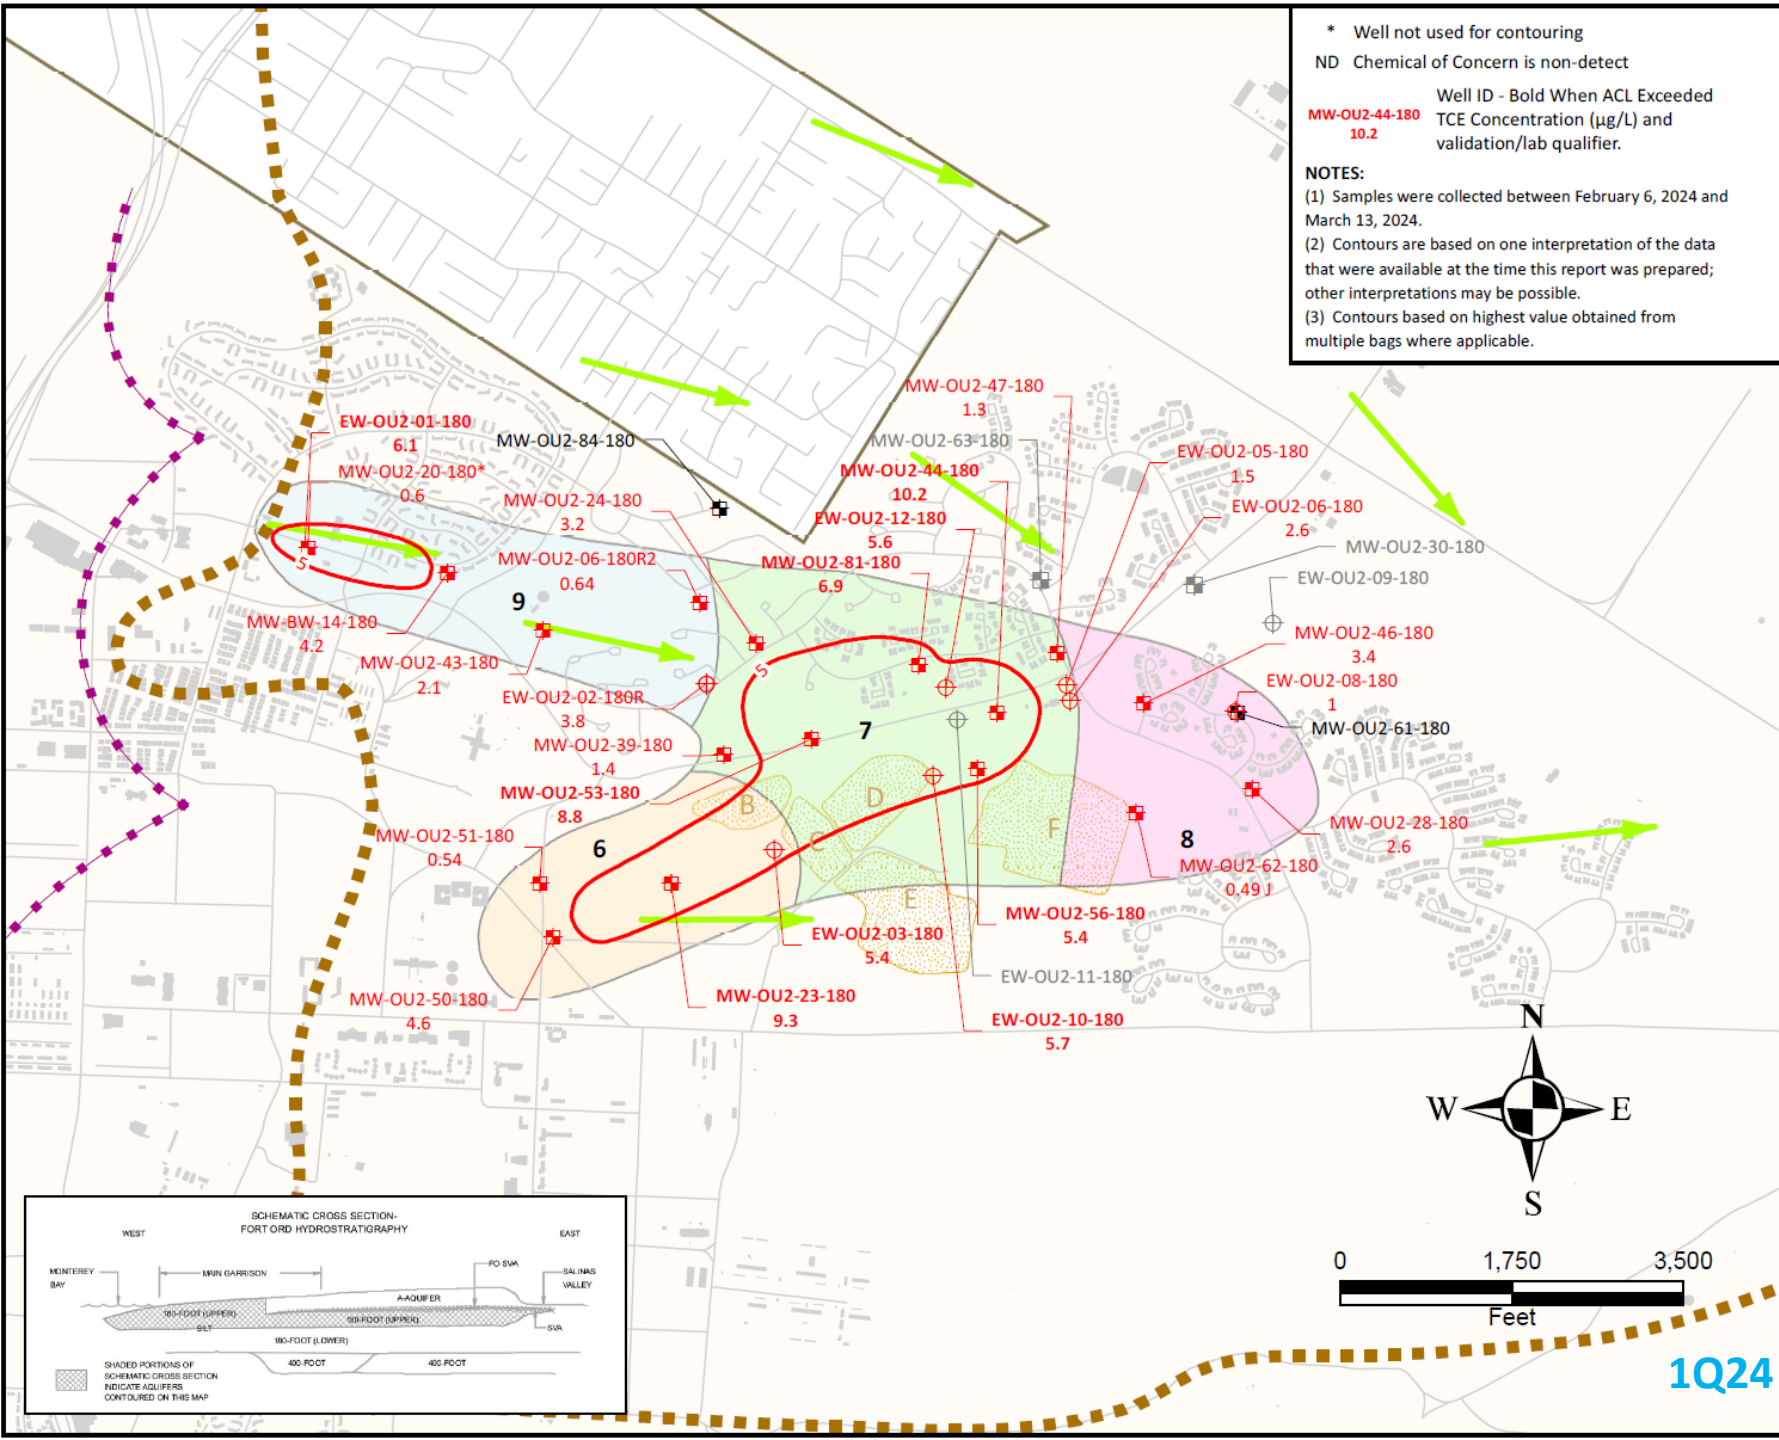 * Well not used for contouring
ND Chemical of Concern is non-detect
MW-OU2-44-180
10.2
Well ID - Bold When ACL Exceeded
TCE Concentration (µg/L) and
validation/lab qualifier.
NOTES:
(1) Samples were collected between February 6, 2024 and
March 13, 2024.
(2) Contours are based on one interpretation of the data
that were available at the time this report was prepared;
other interpretations may be possible.
(3) Contours based on highest value obtained from
multiple bags where applicable.
MW-OU2-47-180
1.3
EW-OU2-01-180
6.1
MW-OU2-84-180
MW-OU2-63-180
EW-OU2-05-180
1.5
MW-OU2-20-180*
0.6
MW-OU2-44-180
10.2
MW-OU2-24-180
3.2
EW-OU2-12-180
5.6
EW-OU2-06-180
2.6
MW-OU2-30-180
MW-OU2-06-180R2
0.64
MW-OU2-81-180
6.9
EW-OU2-09-180
5
9
MW-BW-14-180
4.2
MW-OU2-46-180
3.4
MW-OU2-43-180
2.1
5
EW-OU2-08-180
1
EW-OU2-02-180R
3.8
7
MW-OU2-61-180
MW-OU2-39-180
1.4
MW-OU2-53-180
8.8
B
D
C
F
E
MW-OU2-51-180
0.54
6
8
MW-OU2-28-180
2.6
MW-OU2-62-180
0.49 J
MW-OU2-56-180
5.4
EW-OU2-03-180
5.4
EW-OU2-11-180
MW-OU2-50-180
4.6
MW-OU2-23-180
9.3
EW-OU2-10-180
5.7
N
W
E
S
0
1,750
3,500
Feet
1Q24
SCHEMATIC CROSS SECTION-
FORT ORD HYDROSTRATIGRAPHY
WEST
EAST
MONTEREY
BAY
MAIN GARRISON
FO-SVA
SALINAS
VALLEY
A-AQUIFER
180-FOOT (UPPER)
180-FOOT (UPPER)
SILT
SVA
180-FOOT (LOWER)
400-FOOT
400-FOOT
SHADED PORTIONS OF
SCHEMATIC CROSS SECTION
INDICATE AQUIFERS
CONTOURED ON THIS MAP